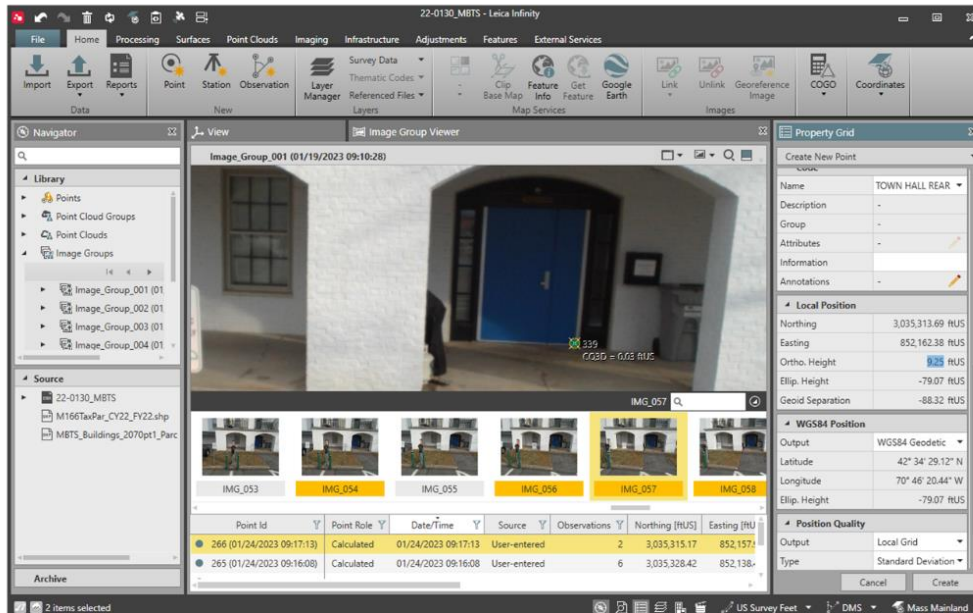 22-0130_MBTS - Leica Infinity
File Home Processing Surfaces Point Clouds Imaging Infrastructure Adjustments Features External Services
Import Export Reports Point Station Observation Layer Manager Survey Data Thematic Codes Referenced Files Clip Base Map Feature Info Get Feature Google Earth Link Unlink Georeference Image COGO Coordinates
Data New Layers Map Services Images
Navigator
Library
Points
Point Cloud Groups
Point Clouds
Image Groups
Image_Group_001 (01
Image_Group_002 (01
Image_Group_003 (01
Image_Group_004 (01
Source
22-0130_MBTS
M166TaxPar_CY22_FY22.shp
MBTS_Buildings_2070pt1_Parc
Archive
View Image Group Viewer
Image_Group_001 (01/19/2023 09:10:28)
339
CQ3D = 0.03 ftUS
IMG_057
IMG_053 IMG_054 IMG_055 IMG_056 IMG_057 IMG_058
Point Id Point Role Date/Time Source Observations Northing [ftUS] Easting [ftU
266 (01/24/2023 09:17:13) Calculated 01/24/2023 09:17:13 User-entered 2 3,035,315.17 852,157.
265 (01/24/2023 09:16:08) Calculated 01/24/2023 09:16:08 User-entered 6 3,035,328.42 852,138.
Property Grid
Create New Point
Code
Name TOWN HALL REAR
Description -
Group -
Attributes -
Information
Annotations -
Local Position
Northing 3,035,313.69 ftUS
Easting 852,162.38 ftUS
Ortho. Height 9.25 ftUS
Ellip. Height -79.07 ftUS
Geoid Separation -88.32 ftUS
WGS84 Position
Output WGS84 Geodetic
Latitude 42° 34' 29.12" N
Longitude 70° 46' 20.44" W
Ellip. Height -79.07 ftUS
Position Quality
Output Local Grid
Type Standard Deviation
Cancel Create
2 items selected US Survey Feet DMS Mass Mainland